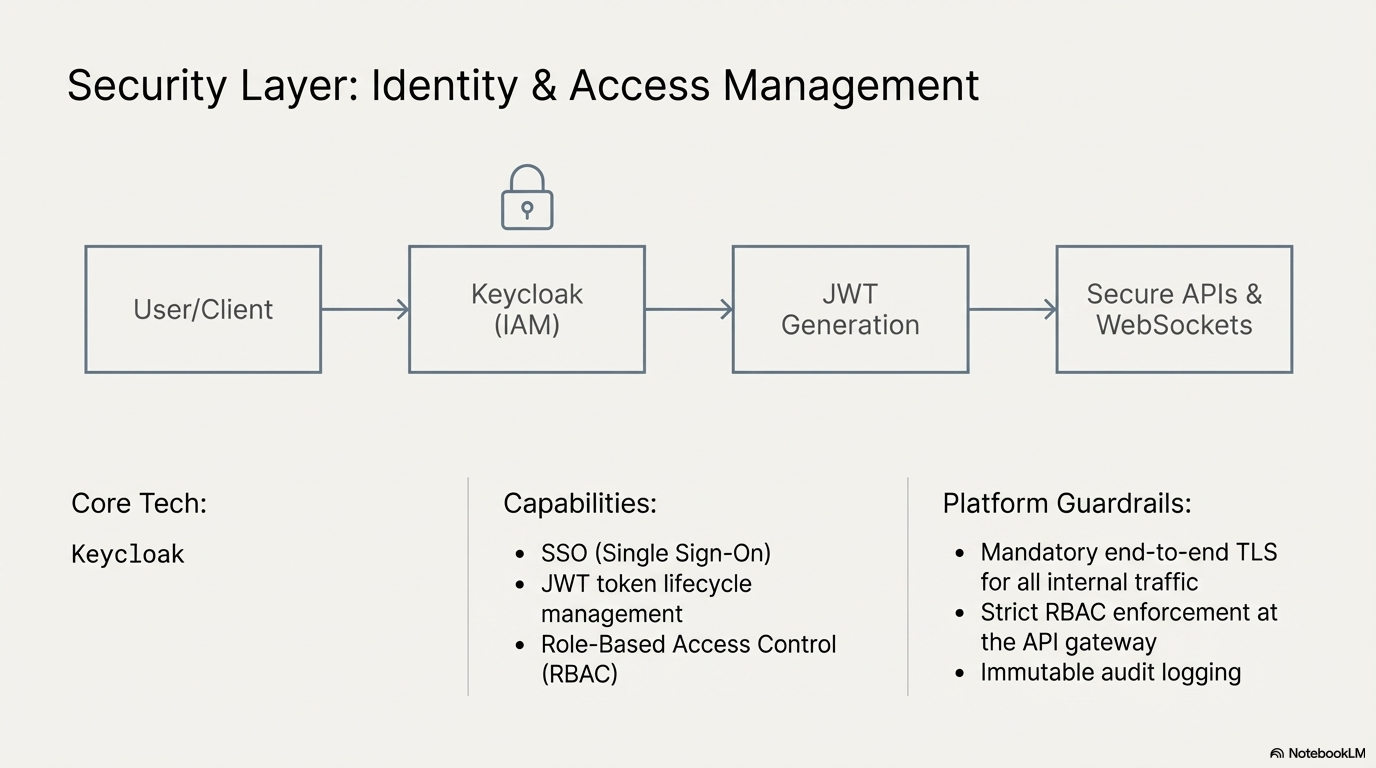 Security Layer: Identity & Access Management
User/Client
Keycloak
(IAM)
JWT
Generation
Secure APIs &
WebSockets
Core Tech:
Keycloak
Capabilities:
• SSO (Single Sign-On)
• JWT token lifecycle
management
• Role-Based Access Control
(RBAC)
Platform Guardrails:
• Mandatory end-to-end TLS
for all internal traffic
• Strict RBAC enforcement at
the API gateway
• Immutable audit logging
NotebookLM